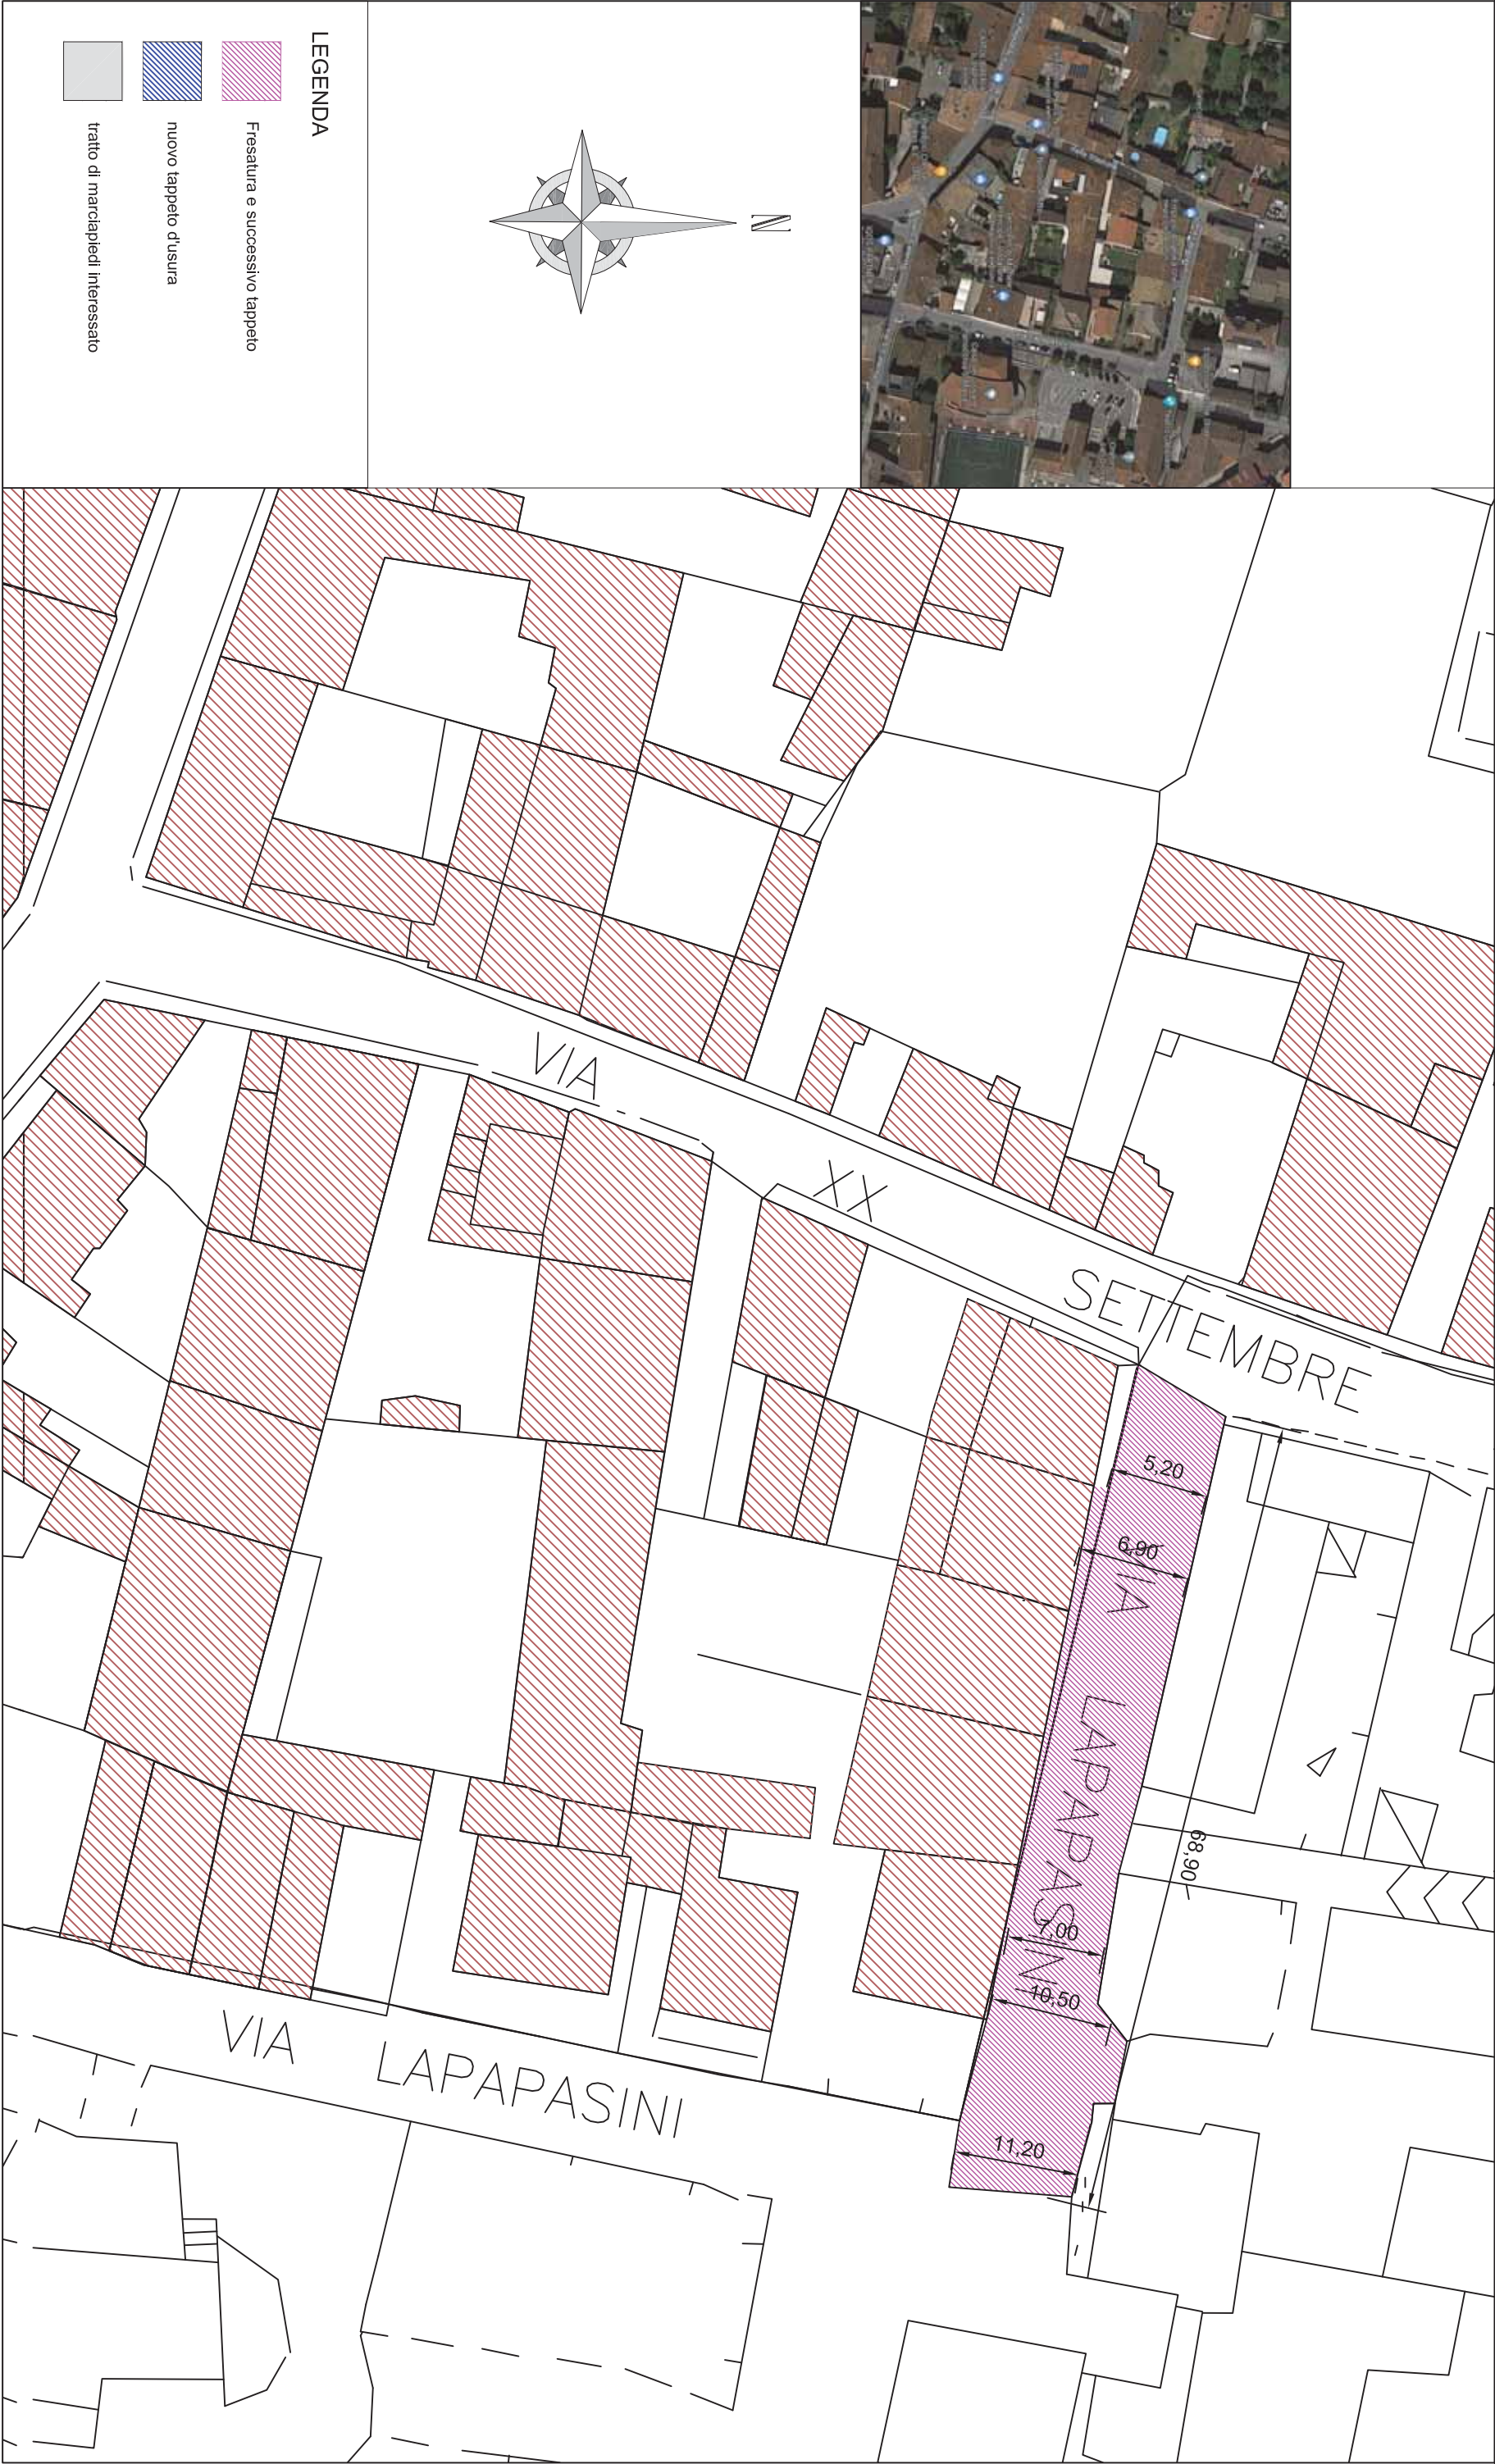 LEGENDA
Fresatura e successivo tappeto
nuovo tappeto d'usura
tratto di marciapiedi interessato
N
VIA XX SETTEMBRE
5,20
6,90
VIA LAPAPASINI
68,90
7,00
10,50
11,20
VIA LAPAPASINI